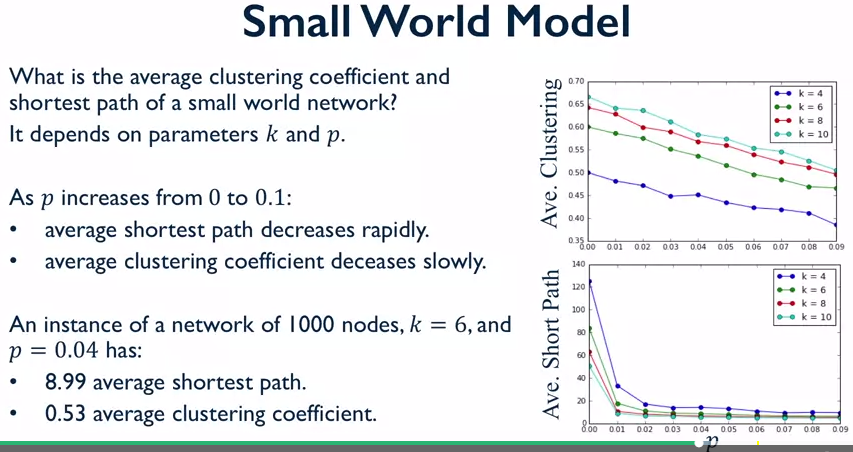 Small World Model
What is the average clustering coefficient and
shortest path of a small world network?
It depends on parameters k and p.
As p increases from 0 to 0.1:
• average shortest path decreases rapidly.
• average clustering coefficient deceases slowly.
An instance of a network of 1000 nodes, k = 6, and
p = 0.04 has:
• 8.99 average shortest path.
• 0.53 average clustering coefficient.
Ave. Clustering
0.70
0.65
0.60
0.55
0.50
0.45
0.40
0.35
k = 4
k = 6
k = 8
k = 10
0.00 0.01 0.02 0.03 0.04 0.05 0.06 0.07 0.08 0.09
Ave. Short Path
140
120
100
80
60
40
20
0
k = 4
k = 6
k = 8
k = 10
0.00 0.01 0.02 0.03 0.04 0.05 0.06 0.07 0.08 0.09
p